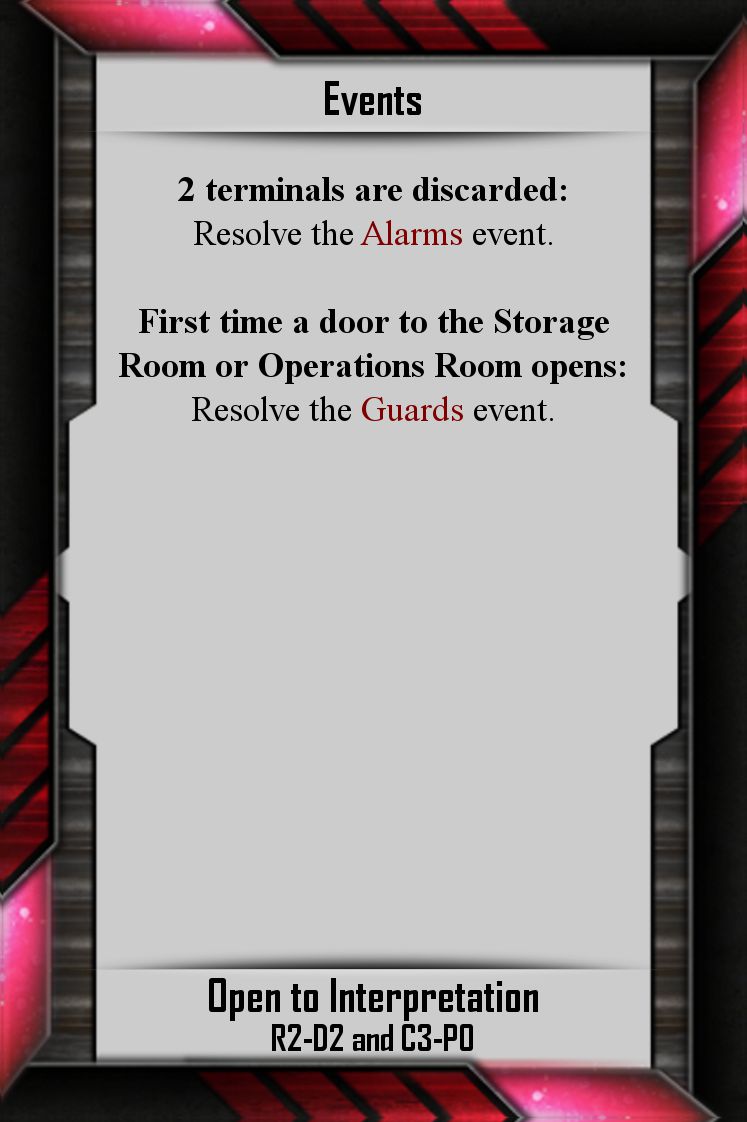 Events
2 terminals are discarded:
Resolve the Alarms event.
First time a door to the Storage
Room or Operations Room opens:
Resolve the Guards event.
Open to Interpretation
R2-D2 and C3-PO